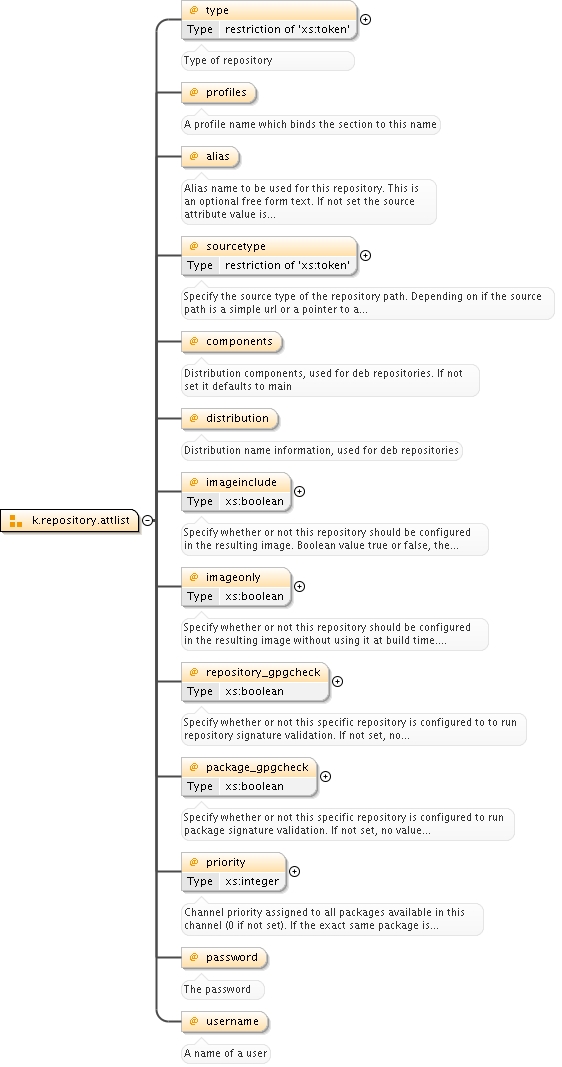 @ type
Type restriction of 'xs:token'
Type of repository
@ profiles
A profile name which binds the section to this name
@ alias
Alias name to be used for this repository. This is
an optional free form text. If not set the source
attribute value is...
@ sourcetype
Type restriction of 'xs:token'
Specify the source type of the repository path. Depending on if the source
path is a simple url or a pointer to a...
@ components
Distribution components, used for deb repositories. If not
set it defaults to main
@ distribution
Distribution name information, used for deb repositories
@ imageinclude
Type xs:boolean
k.repository.attlist
Specify whether or not this repository should be configured
in the resulting image. Boolean value true or false, the...
@ imageonly
Type xs:boolean
Specify whether or not this repository should be configured
in the resulting image without using it at build time....
@ repository_gpgcheck
Type xs:boolean
Specify whether or not this specific repository is configured to to run
repository signature validation. If not set, no...
@ package_gpgcheck
Type xs:boolean
Specify whether or not this specific repository is configured to run
package signature validation. If not set, no value...
@ priority
Type xs:integer
Channel priority assigned to all packages available in this
channel (0 if not set). If the exact same package is...
@ password
The password
@ username
A name of a user